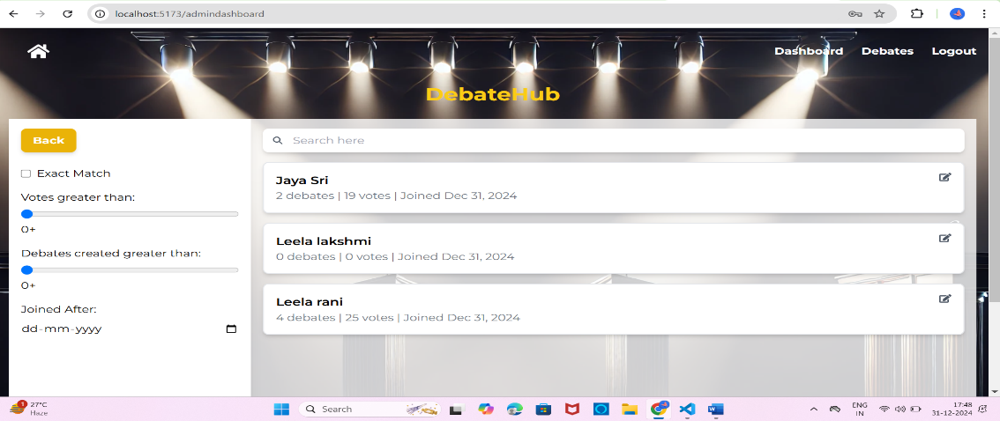 localhost:5173/admindashboard
Dashboard Debates Logout
DebateHub
Back
Exact Match
Votes greater than:
0+
Debates created greater than:
0+
Joined After:
dd-mm-yyyy
Search here
Jaya Sri
2 debates | 19 votes | Joined Dec 31, 2024
Leela lakshmi
0 debates | 0 votes | Joined Dec 31, 2024
Leela rani
4 debates | 25 votes | Joined Dec 31, 2024
1
27°C
Haze
Search
ENG
IN
17:48
31-12-2024